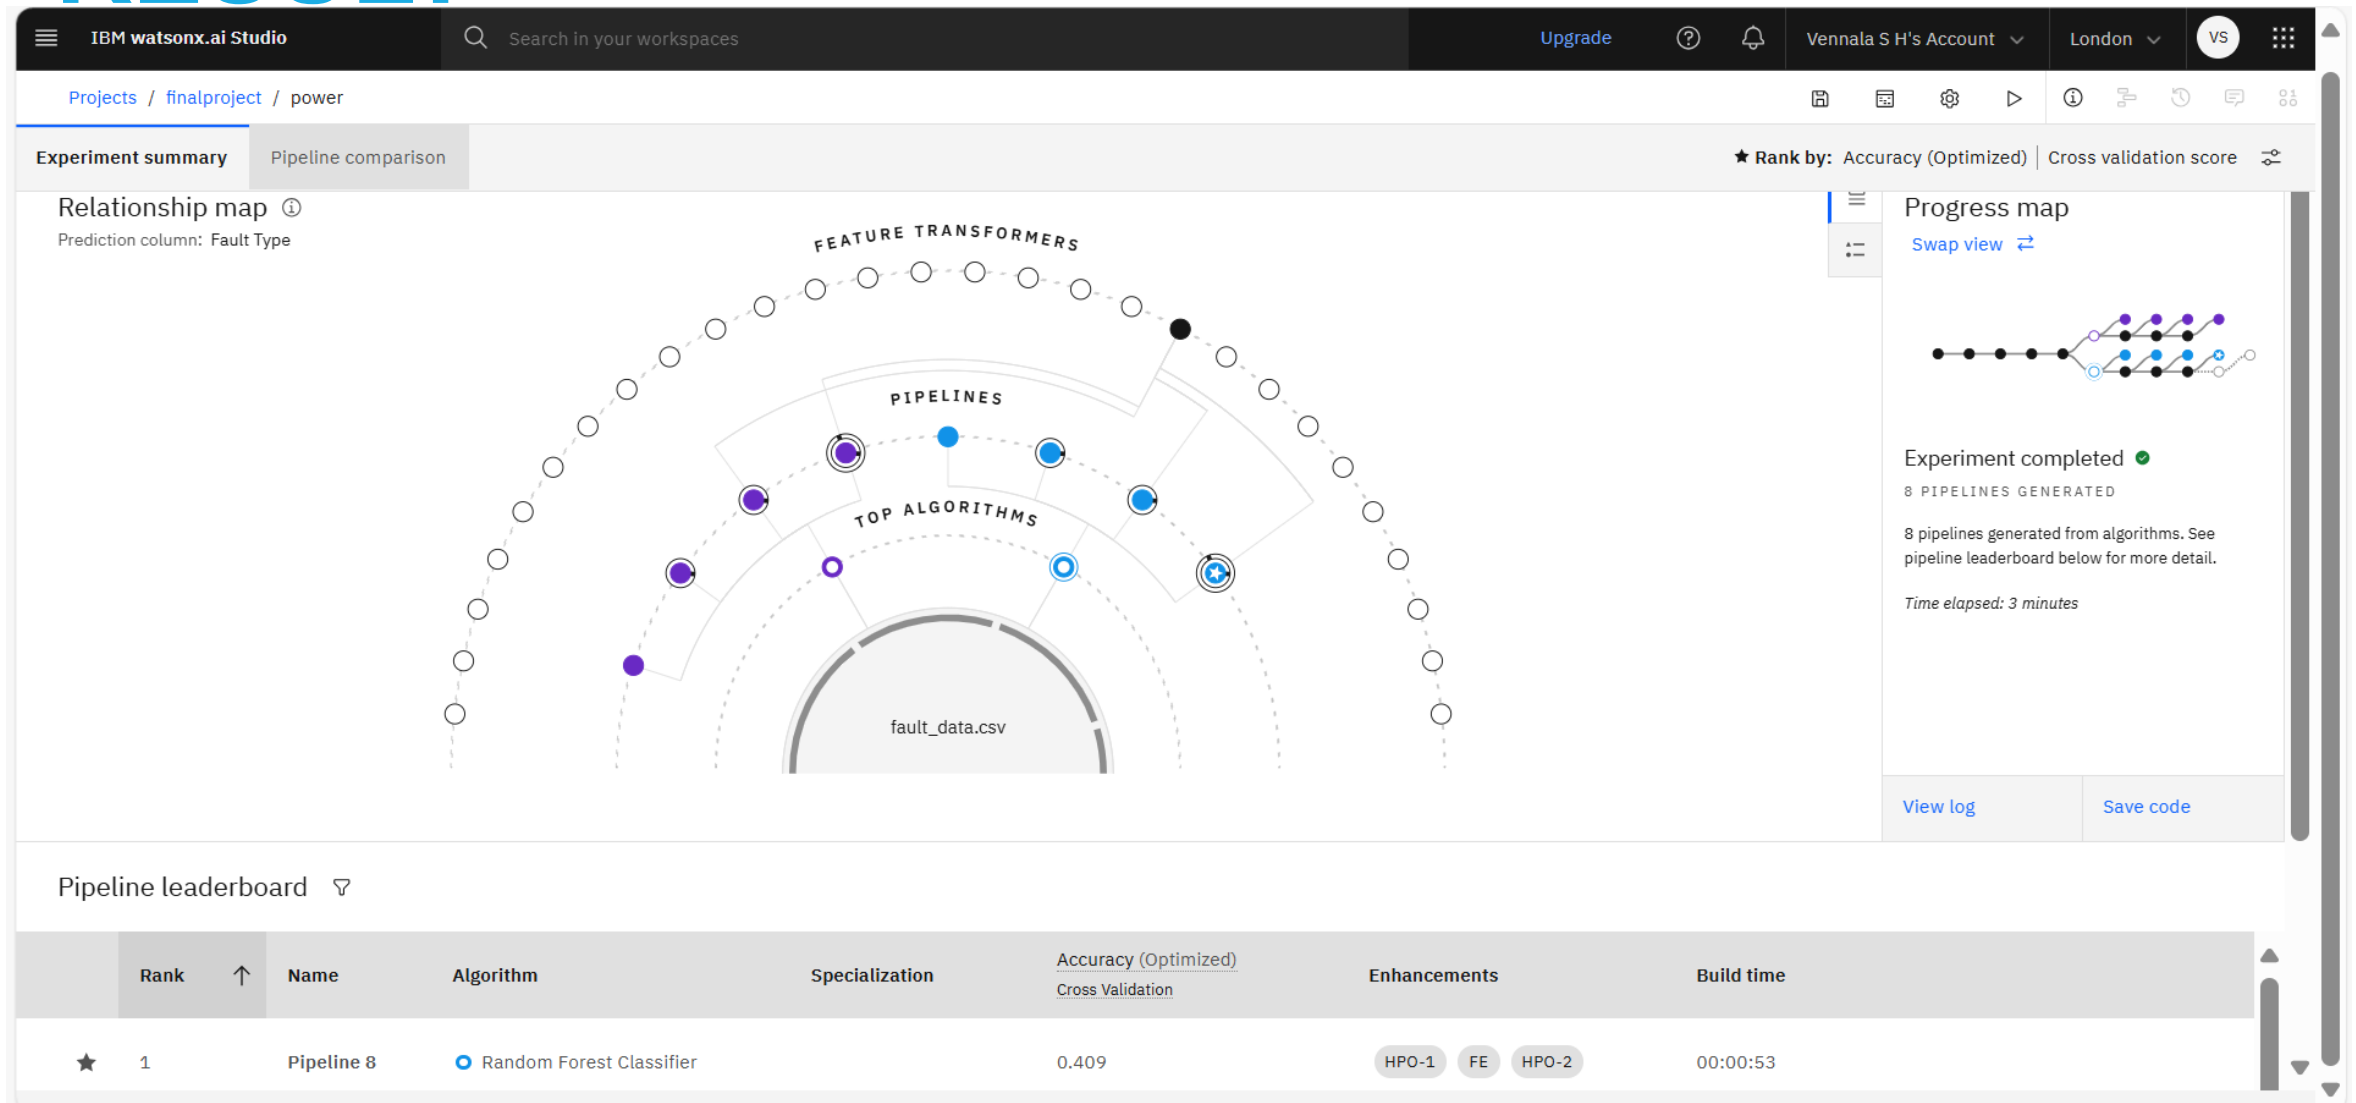 RESULT
IBM watsonx.ai Studio
Search in your workspaces
Upgrade
Vennala S H's Account
London
VS
Projects / finalproject / power
Experiment summary
Pipeline comparison
Rank by: Accuracy (Optimized) | Cross validation score
Relationship map
Prediction column: Fault Type
FEATURE TRANSFORMERS
PIPELINES
TOP ALGORITHMS
fault_data.csv
Progress map
Swap view
Experiment completed
8 PIPELINES GENERATED
8 pipelines generated from algorithms. See
pipeline leaderboard below for more detail.
Time elapsed: 3 minutes
View log
Save code
Pipeline leaderboard
Rank
Name
Algorithm
Specialization
Accuracy (Optimized)
Cross Validation
Enhancements
Build time
1
Pipeline 8
Random Forest Classifier
0.409
HPO-1
FE
HPO-2
00:00:53